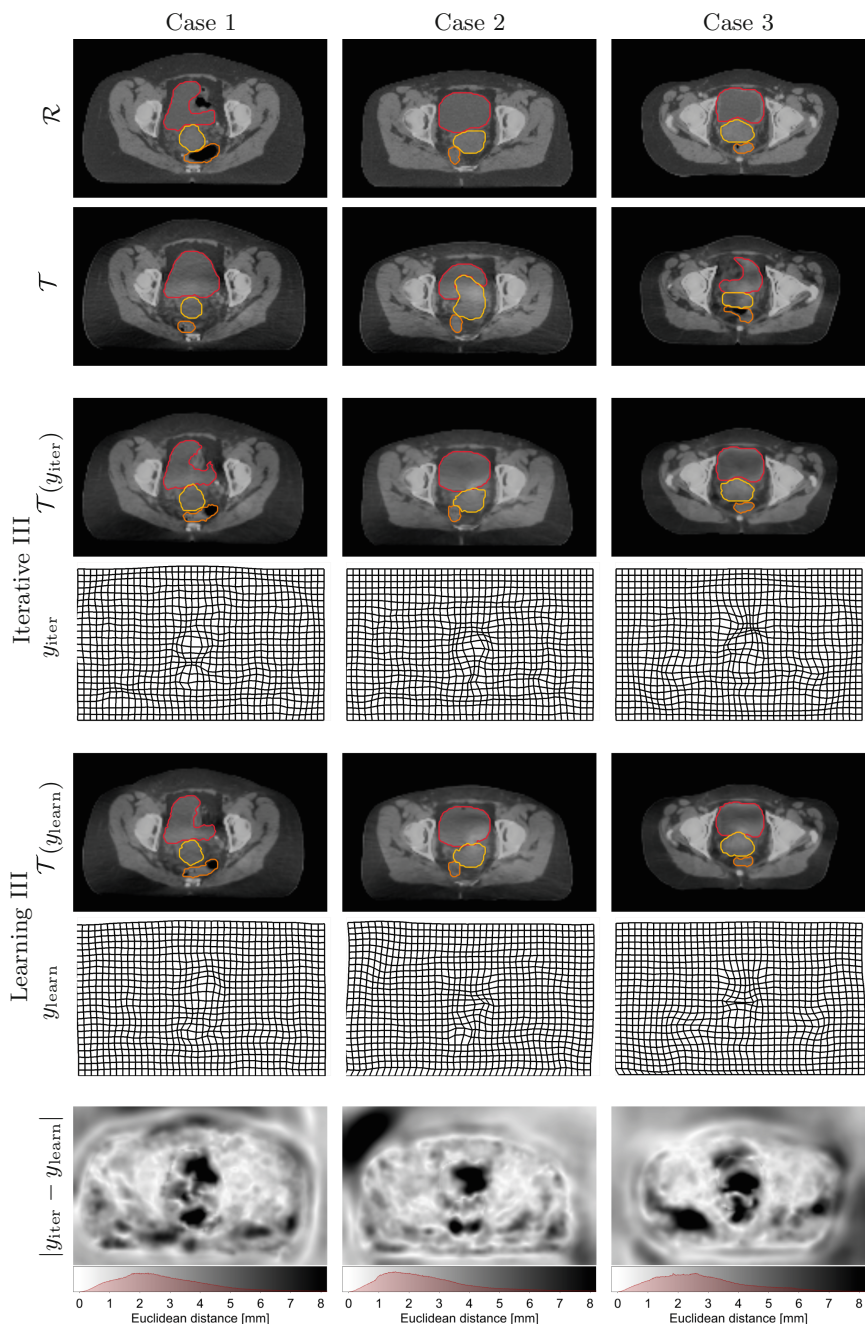 Case 1 Case 2 Case 3
ℛ
𝒯
Iterative III
𝒯(y_iter)
y_iter
Learning III
𝒯(y_learn)
y_learn
|y_iter − y_learn|
0 1 2 3 4 5 6 7 8 0 1 2 3 4 5 6 7 8 0 1 2 3 4 5 6 7 8
Euclidean distance [mm] Euclidean distance [mm] Euclidean distance [mm]